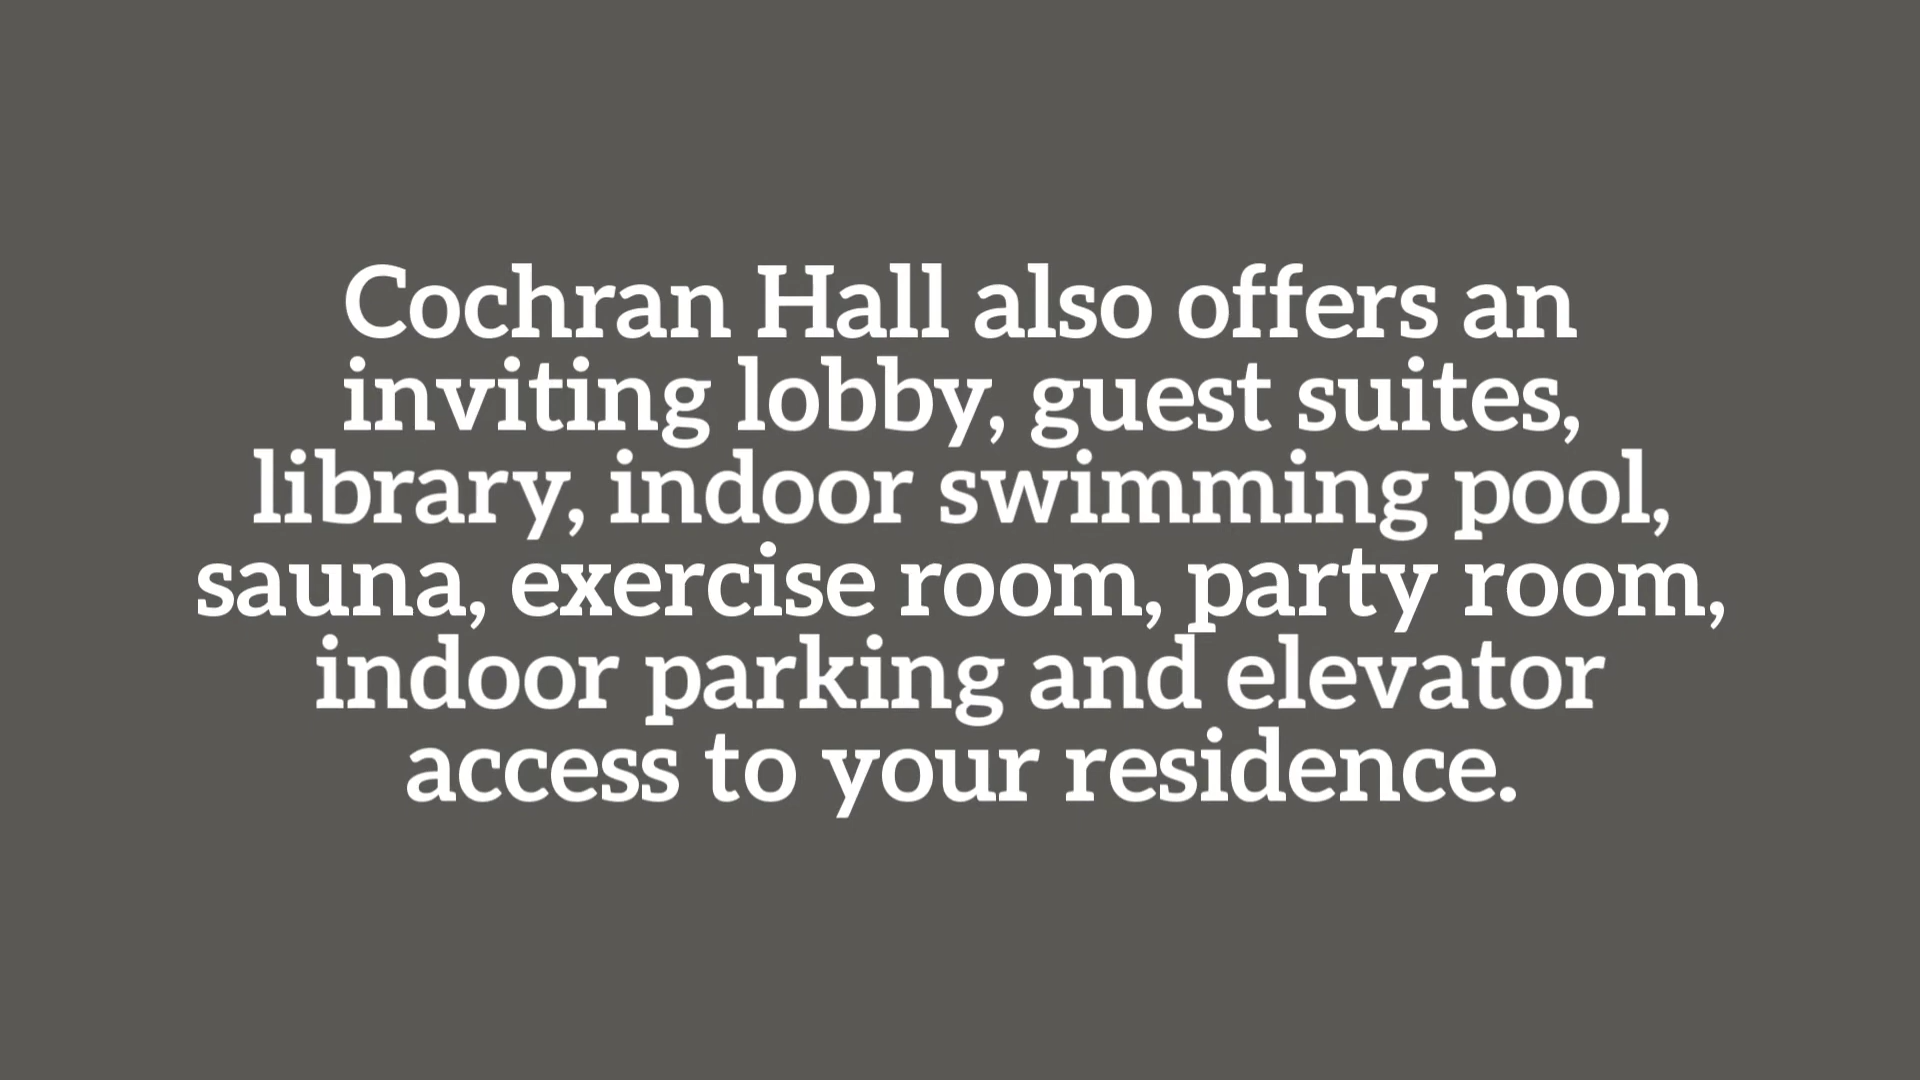 Cochran Hall also offers an
inviting lobby, guest suites,
library, indoor swimming pool,
sauna, exercise room, party room,
indoor parking and elevator
access to your residence.